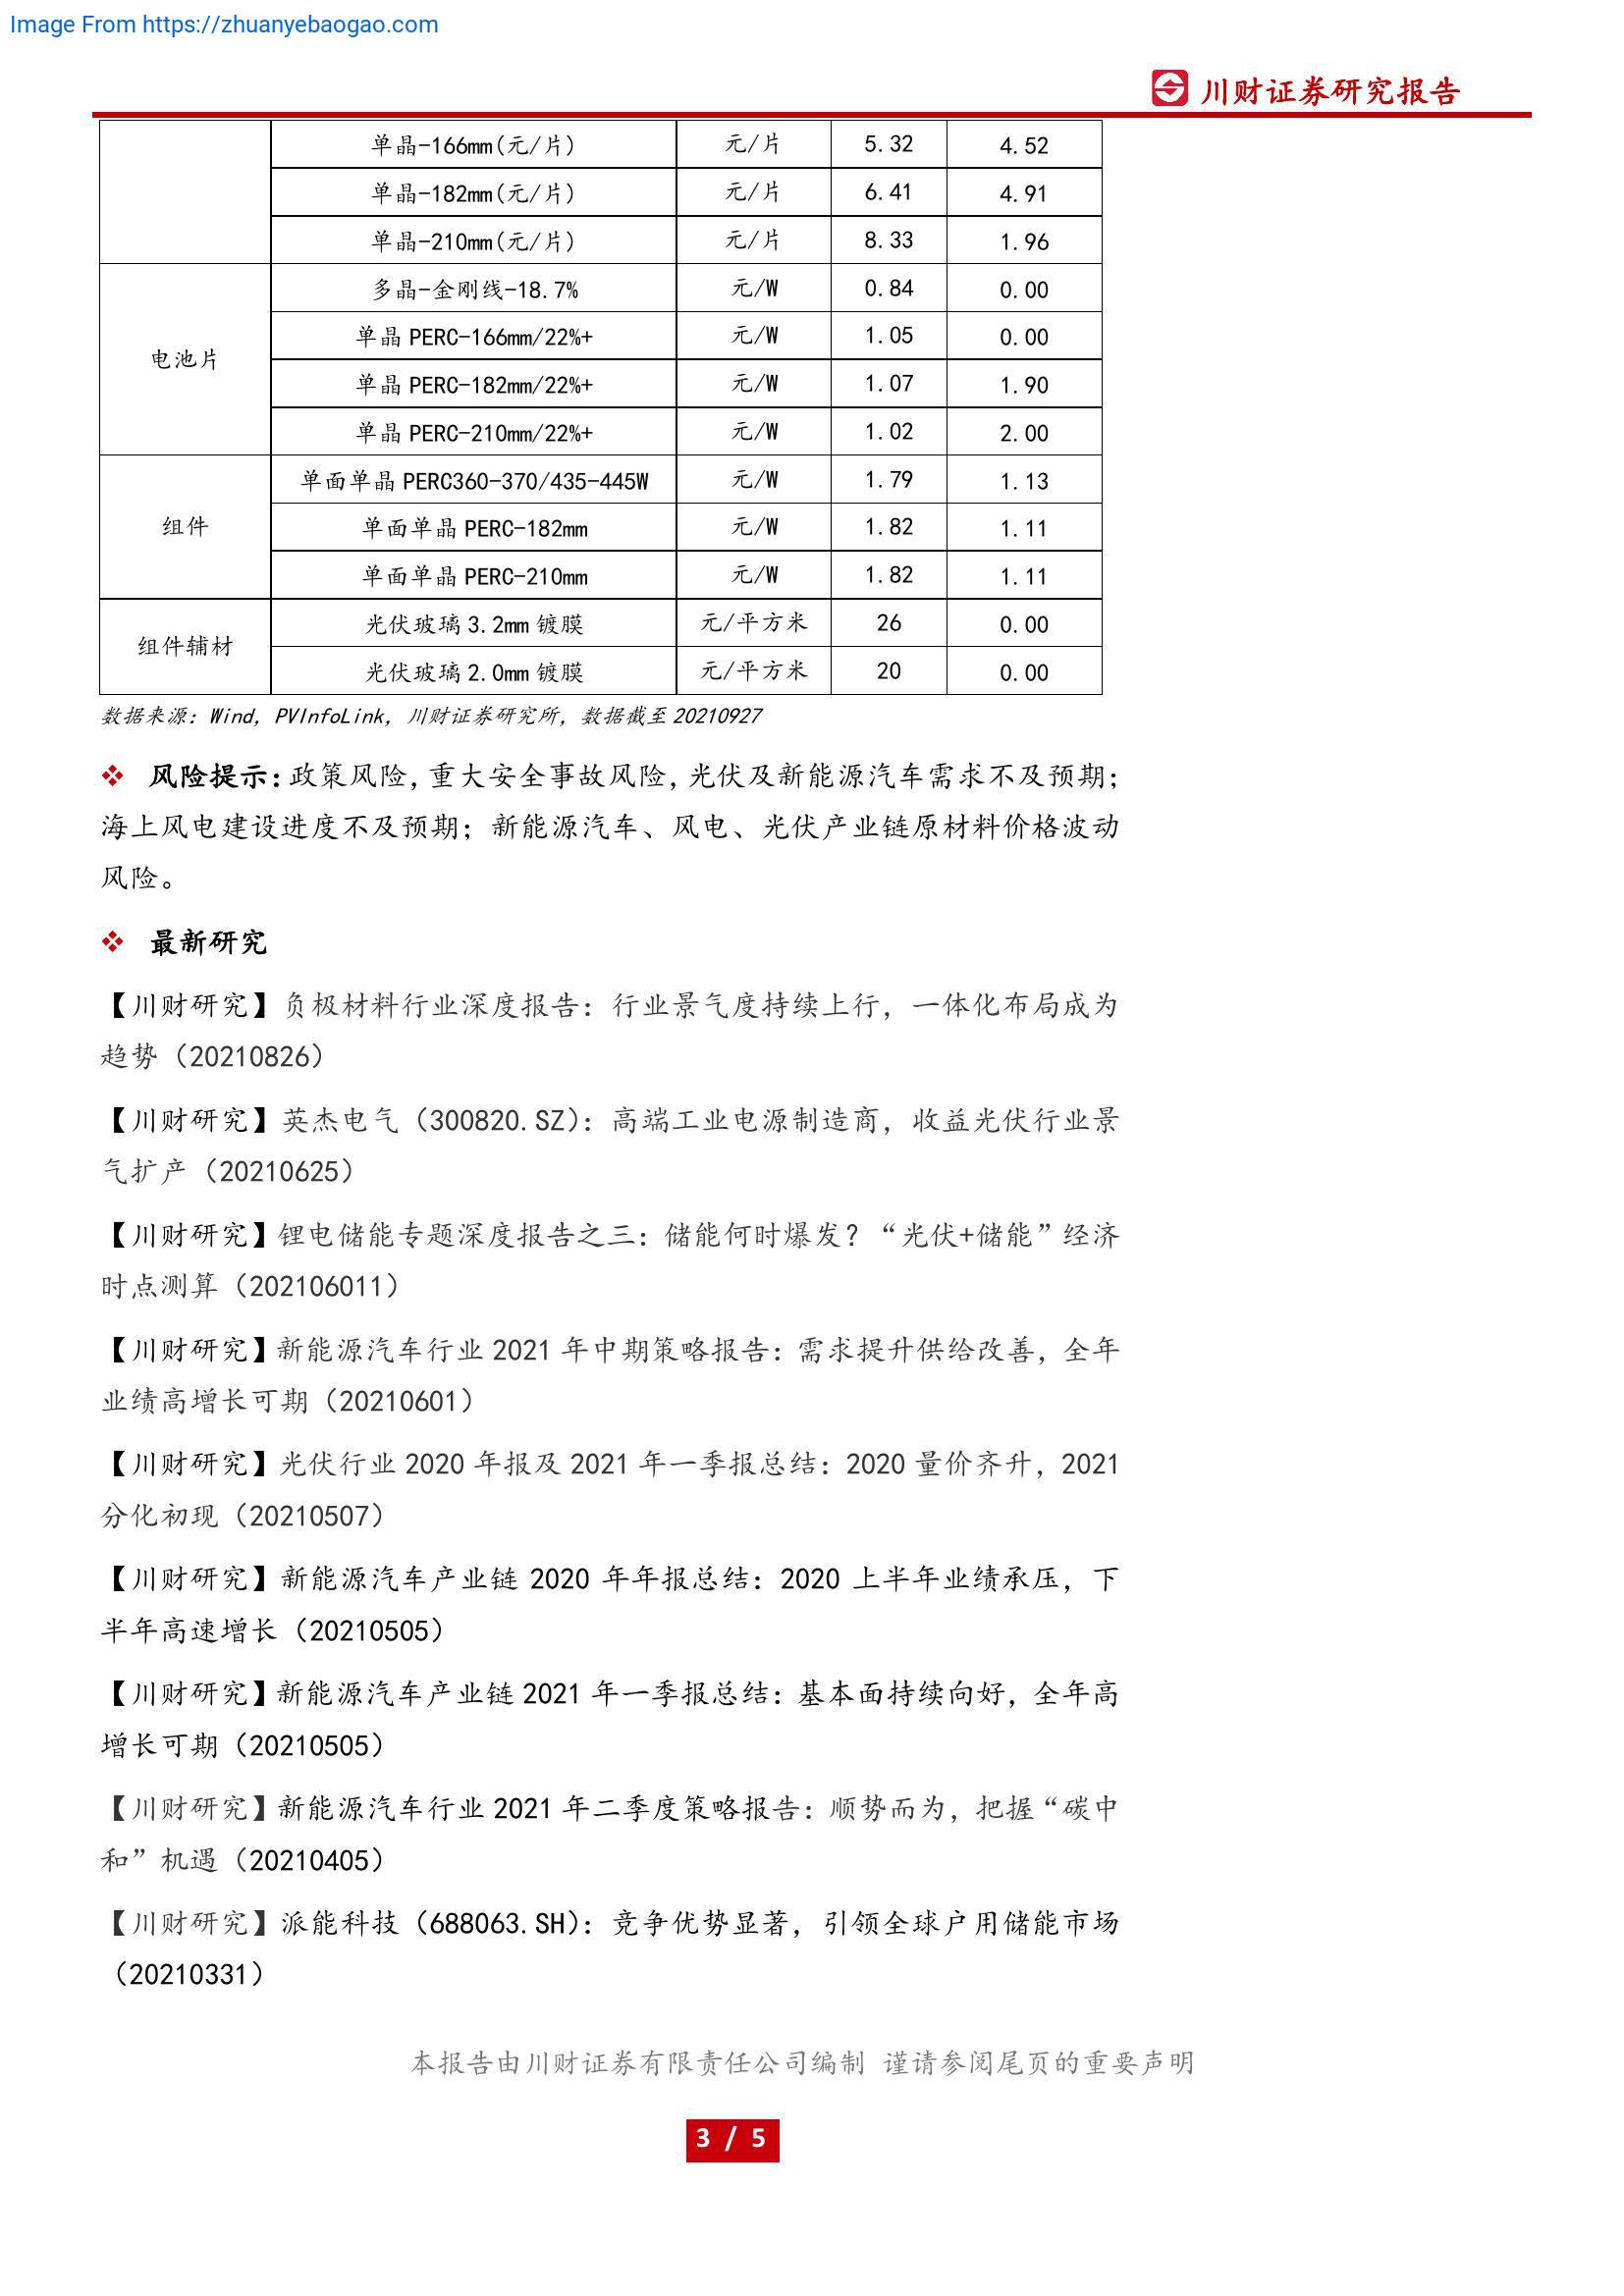 Image From https://zhuanyebaogao.com
川财证券研究报告
单晶-166mm(元/片) 元/片 5.32 4.52
单晶-182mm(元/片) 元/片 6.41 4.91
单晶-210mm(元/片) 元/片 8.33 1.96
电池片
多晶-金刚线-18.7% 元/W 0.84 0.00
单晶 PERC-166mm/22%+ 元/W 1.05 0.00
单晶 PERC-182mm/22%+ 元/W 1.07 1.90
单晶 PERC-210mm/22%+ 元/W 1.02 2.00
组件
单面单晶 PERC360-370/435-445W 元/W 1.79 1.13
单面单晶 PERC-182mm 元/W 1.82 1.11
单面单晶 PERC-210mm 元/W 1.82 1.11
组件辅材
光伏玻璃 3.2mm 镀膜 元/平方米 26 0.00
光伏玻璃 2.0mm 镀膜 元/平方米 20 0.00
数据来源：Wind，PVInfoLink，川财证券研究所，数据截至 20210927
❖ 风险提示：政策风险，重大安全事故风险，光伏及新能源汽车需求不及预期；
海上风电建设进度不及预期；新能源汽车、风电、光伏产业链原材料价格波动
风险。
❖ 最新研究
【川财研究】负极材料行业深度报告：行业景气度持续上行，一体化布局成为
趋势（20210826）
【川财研究】英杰电气（300820.SZ）：高端工业电源制造商，收益光伏行业景
气扩产（20210625）
【川财研究】锂电储能专题深度报告之三：储能何时爆发？“光伏+储能”经济
时点测算（202106011）
【川财研究】新能源汽车行业 2021 年中期策略报告：需求提升供给改善，全年
业绩高增长可期（20210601）
【川财研究】光伏行业 2020 年报及 2021 年一季报总结：2020 量价齐升，2021
分化初现（20210507）
【川财研究】新能源汽车产业链 2020 年年报总结：2020 上半年业绩承压，下
半年高速增长（20210505）
【川财研究】新能源汽车产业链 2021 年一季报总结：基本面持续向好，全年高
增长可期（20210505）
【川财研究】新能源汽车行业 2021 年二季度策略报告：顺势而为，把握“碳中
和”机遇（20210405）
【川财研究】派能科技（688063.SH）：竞争优势显著，引领全球户用储能市场
（20210331）
本报告由川财证券有限责任公司编制 谨请参阅尾页的重要声明
3 / 5